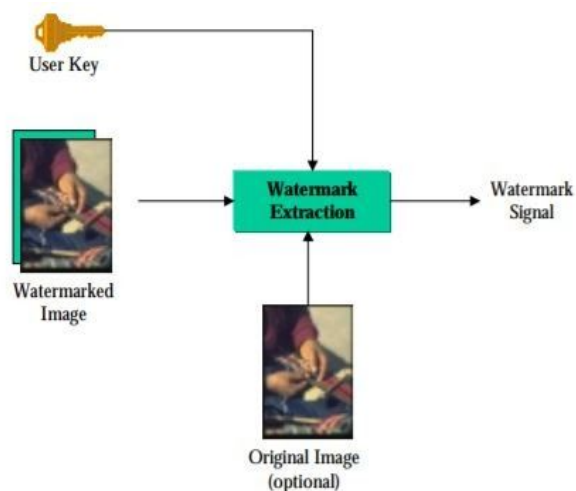 User Key
Watermarked
Image
Watermark
Extraction
Watermark
Signal
Original Image
(optional)